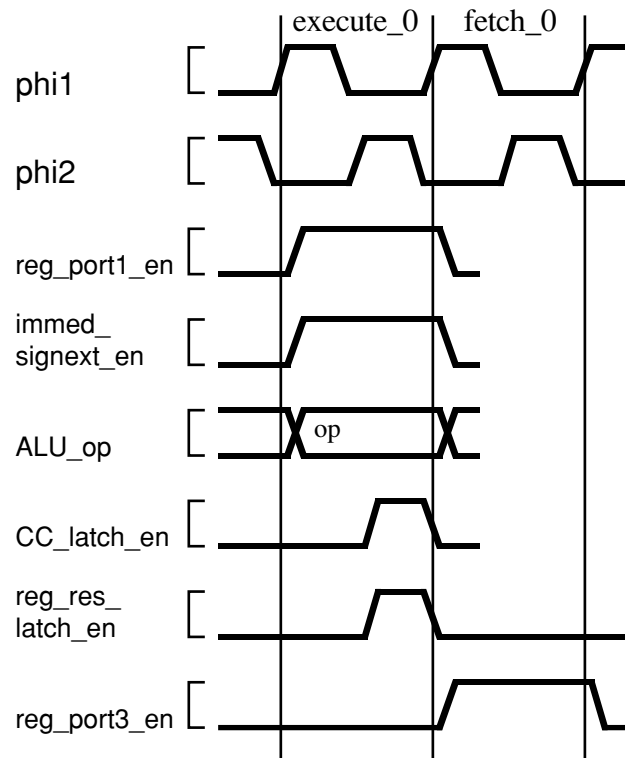 execute_0 fetch_0
phi1
phi2
reg_port1_en
immed_
signext_en
ALU_op
op
CC_latch_en
reg_res_
latch_en
reg_port3_en